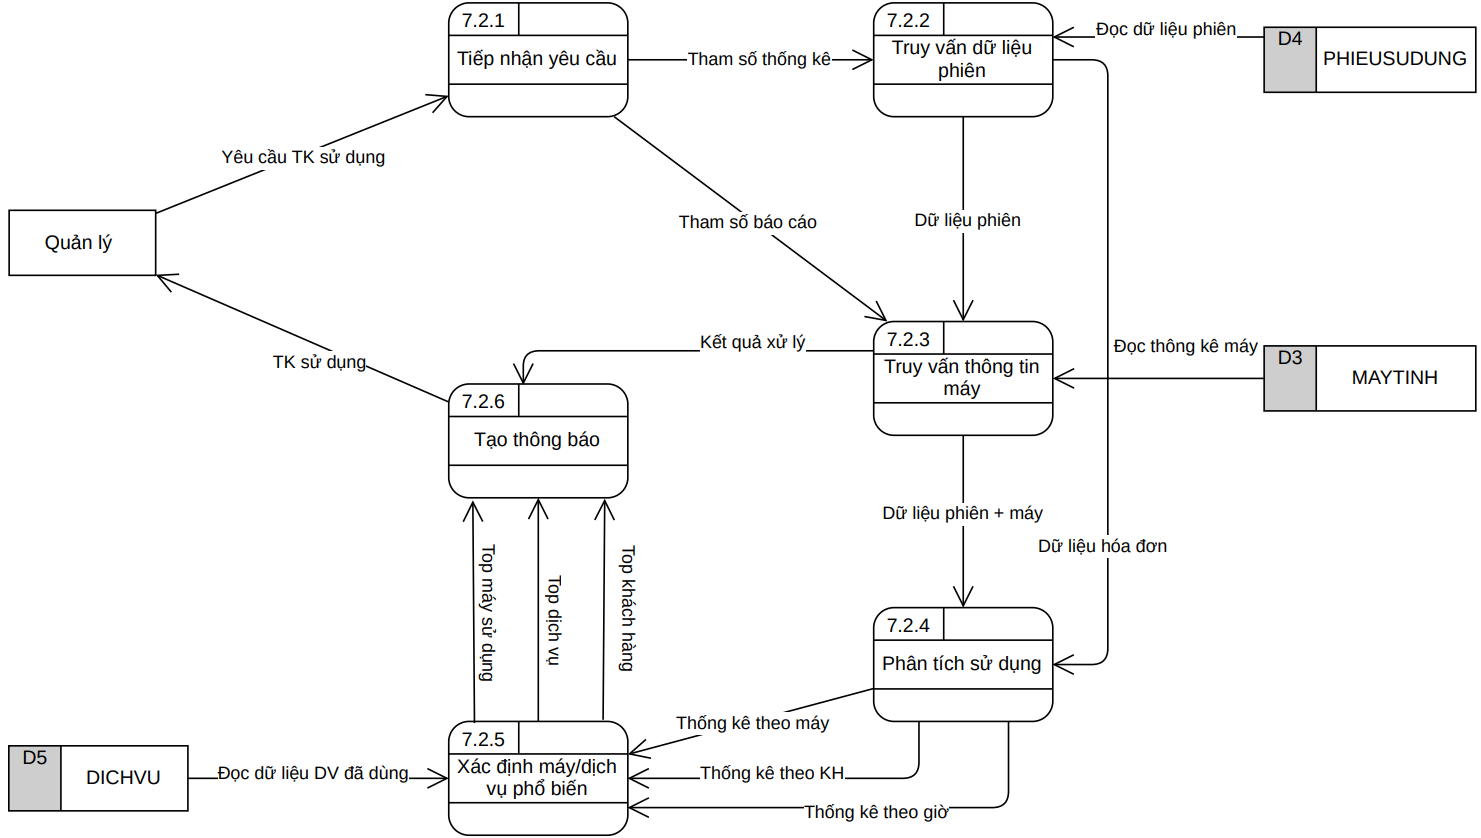 7.2.1
Tiếp nhận yêu cầu
Tham số thống kê
7.2.2
Truy vấn dữ liệu
phiên
Đọc dữ liệu phiên
D4
PHIEUSUDUNG
Yêu cầu TK sử dụng
Quản lý
Tham số báo cáo
Dữ liệu phiên
TK sử dụng
Kết quả xử lý
7.2.3
Truy vấn thông tin
máy
Đọc thông kê máy
D3
MAYTINH
7.2.6
Tạo thông báo
Dữ liệu phiên + máy
Dữ liệu hóa đơn
Top máy sử dụng
Top dịch vụ
Top khách hàng
7.2.4
Phân tích sử dụng
Thống kê theo máy
7.2.5
Xác định máy/dịch
vụ phổ biến
D5
DICHVU
Đọc dữ liệu DV đã dùng
Thống kê theo KH
Thống kê theo giờ